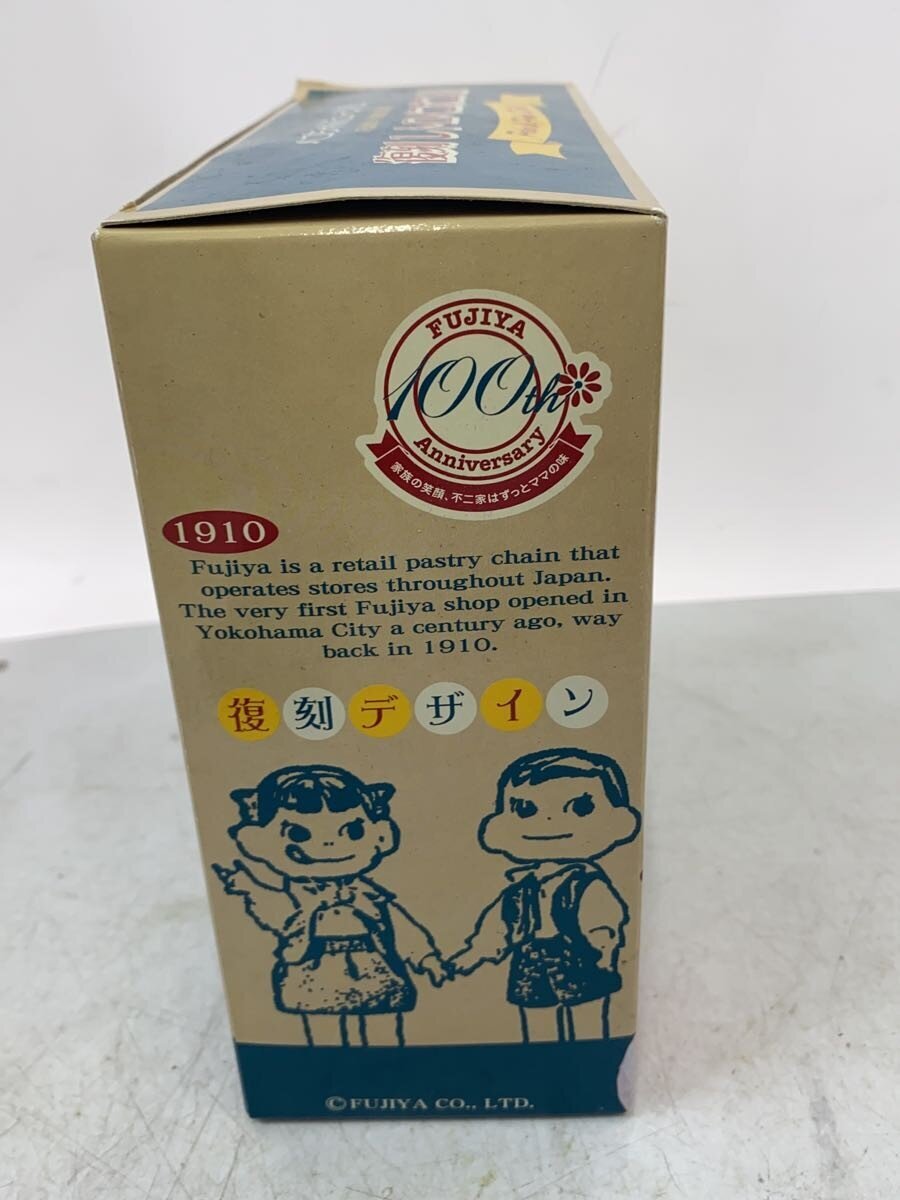 復刻
FUJIYA
100th
Anniversary
家族の笑顔、不二家はずっとママの味
1910
Fujiya is a retail pastry chain that
operates stores throughout Japan.
The very first Fujiya shop opened in
Yokohama City a century ago, way
back in 1910.
復刻デザイン
©FUJIYA CO., LTD.